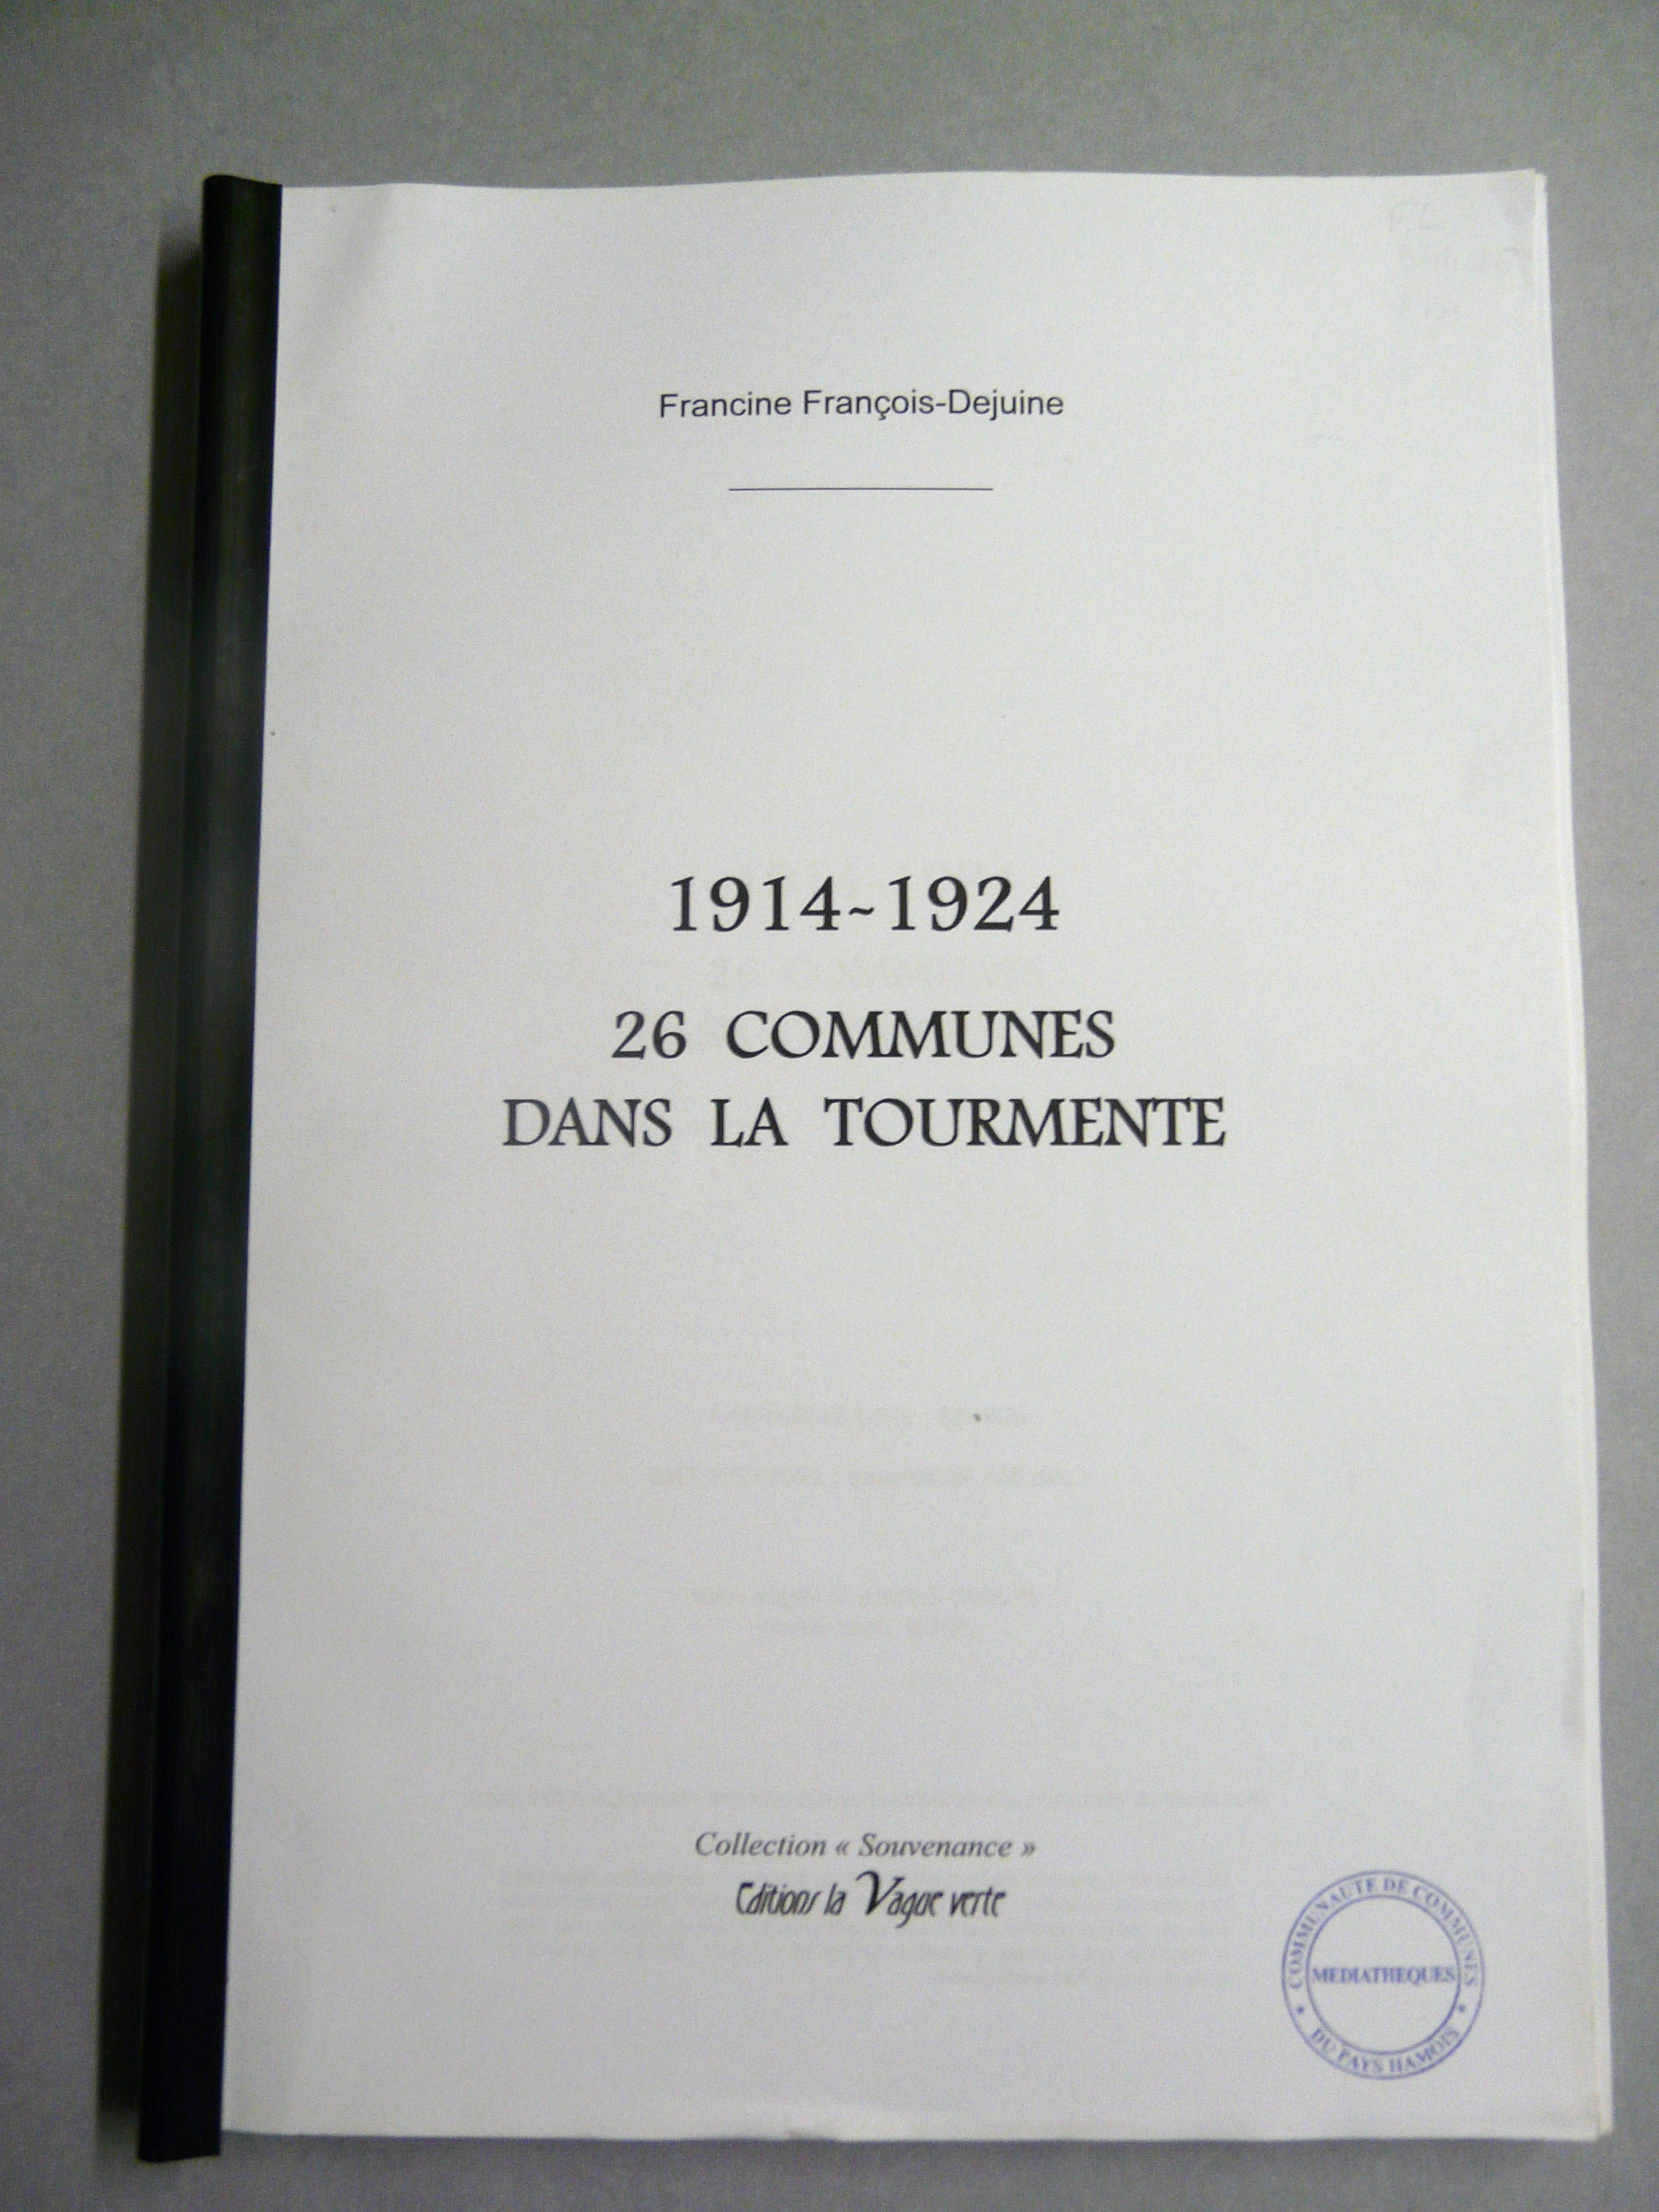 Francine François-Dejuine
1914~1924
26 COMMUNES
DANS LA TOURMENTE
Collection « Souvenance »
Editions la Vague verte
COMMUNAUTE DE COMMUNES
MEDIATHEQUES
DU PAYS HAMOIS